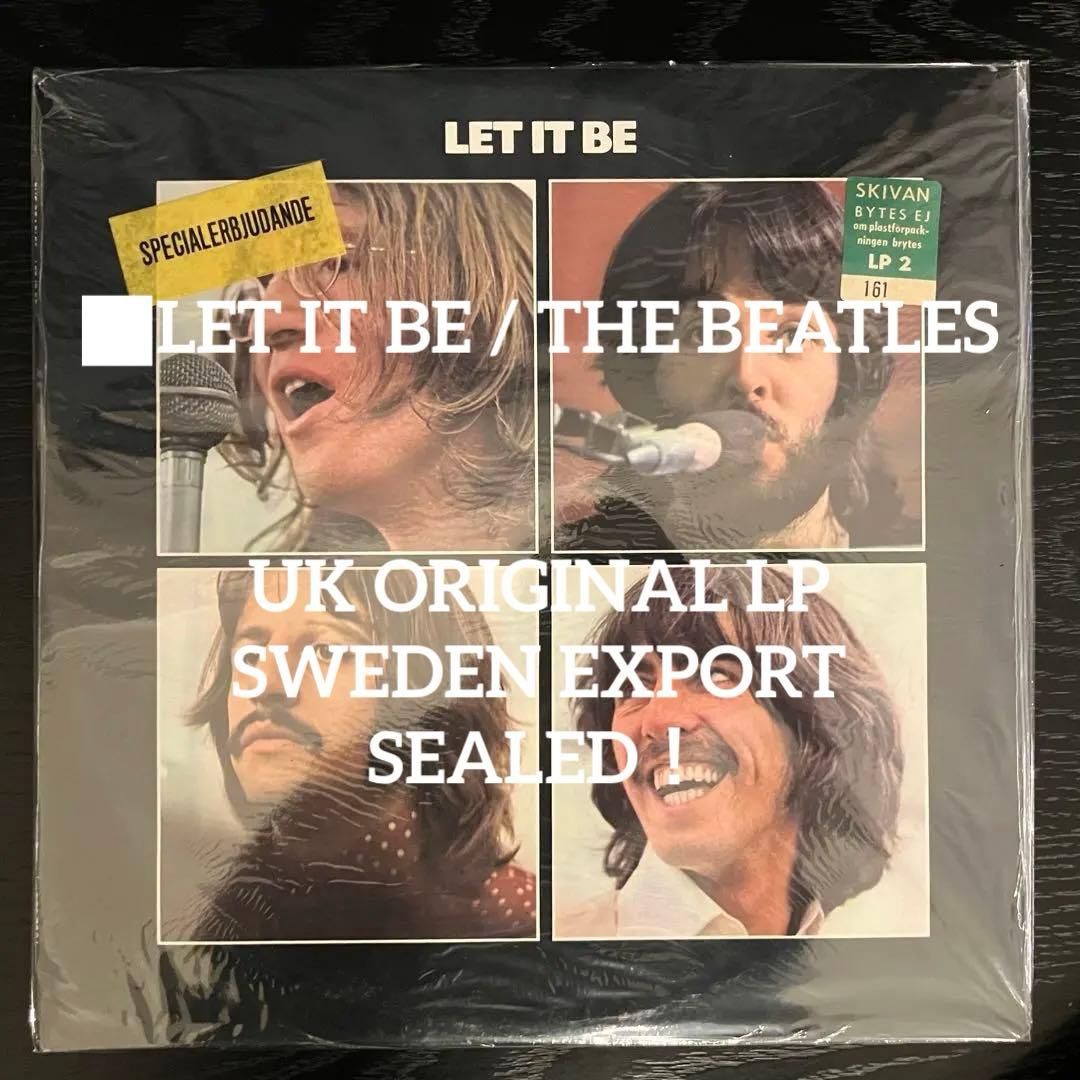 LET IT BE
SPECIALERBJUDANDE
SKIVAN
BYTES EJ
om plastförpack-
ningen brytes
LP 2
161
■LET IT BE / THE BEATLES
UK ORIGINAL LP
SWEDEN EXPORT
SEALED！